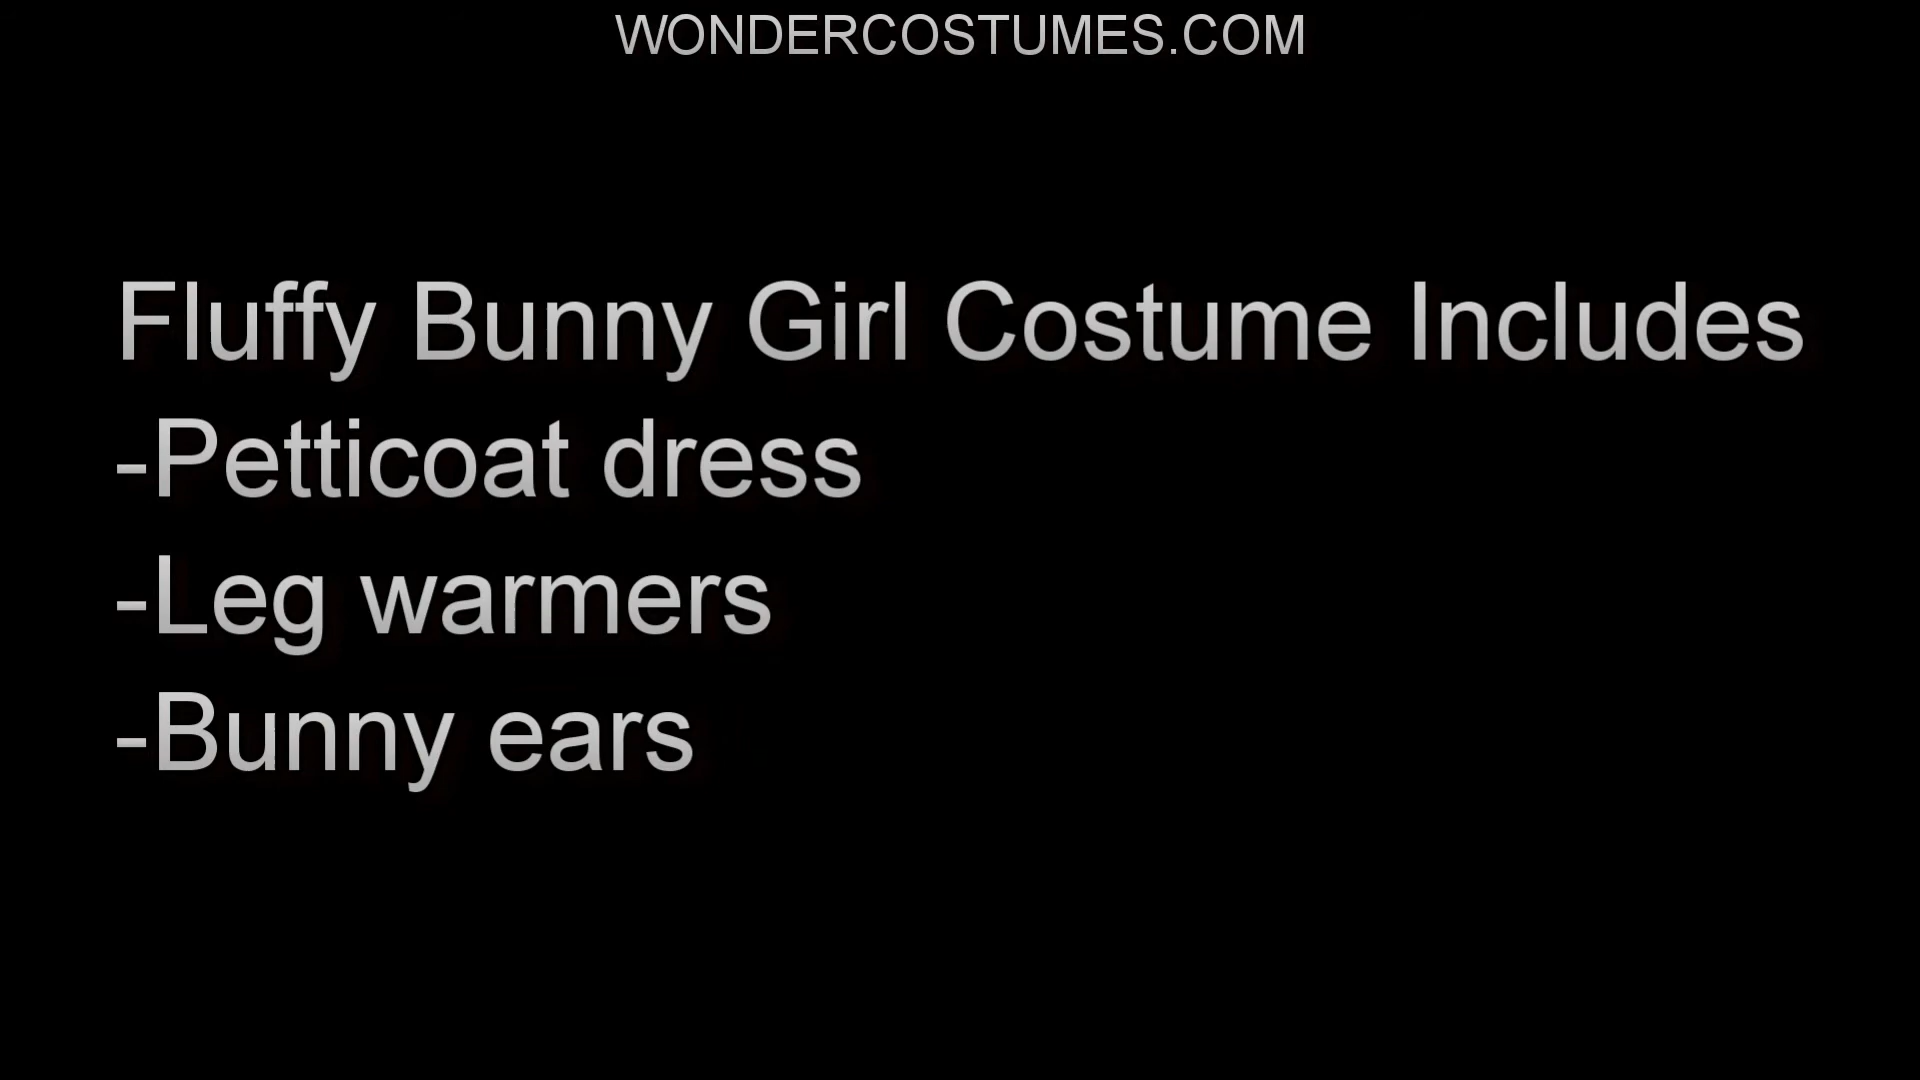 WONDERCOSTUMES.COM
Fluffy Bunny Girl Costume Includes
-Petticoat dress
-Leg warmers
-Bunny ears